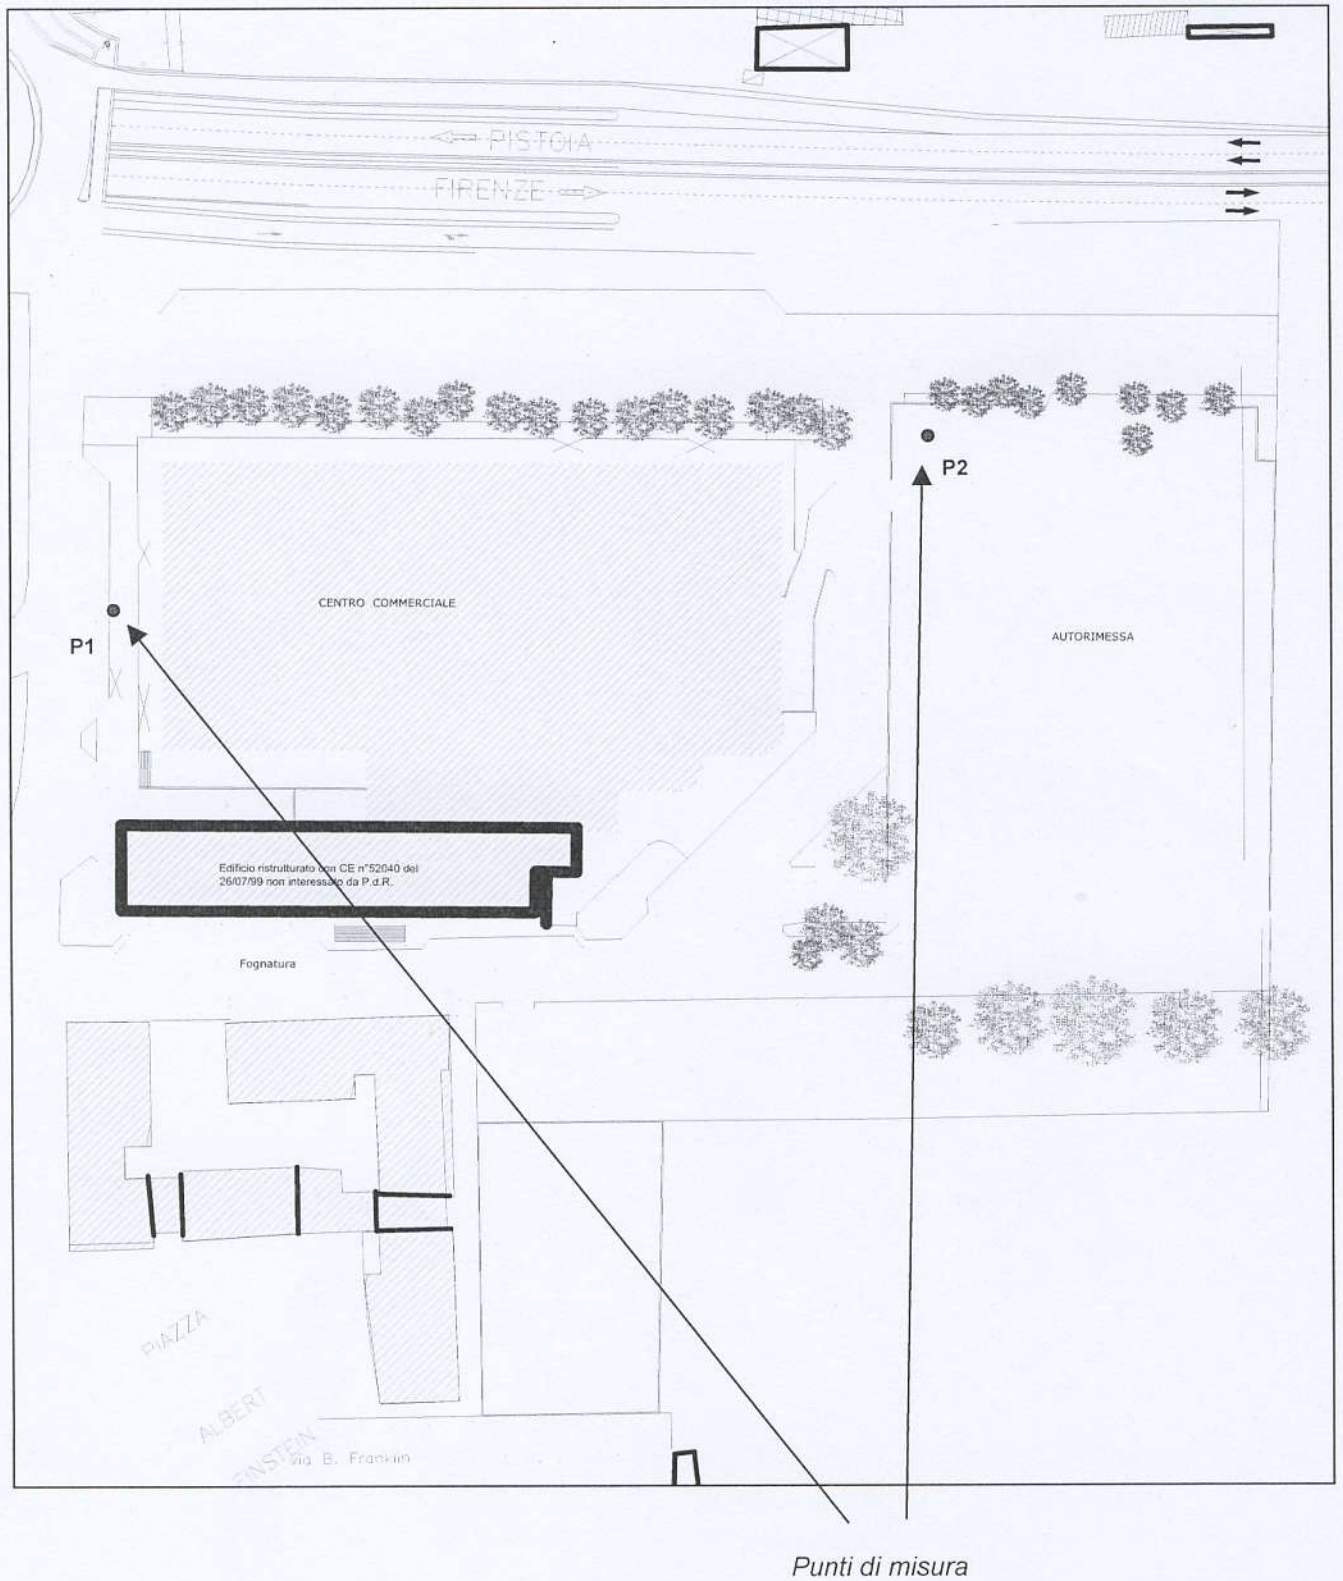 PISTOIA
FIRENZE
P2
CENTRO COMMERCIALE
P1
AUTORIMESSA
Edificio ristrutturato con CE n°52040 del
26/07/99 non interessato da P.d.R.
Fognatura
PIAZZA
ALBERT
EINSTEIN
via B. Franklin
Punti di misura